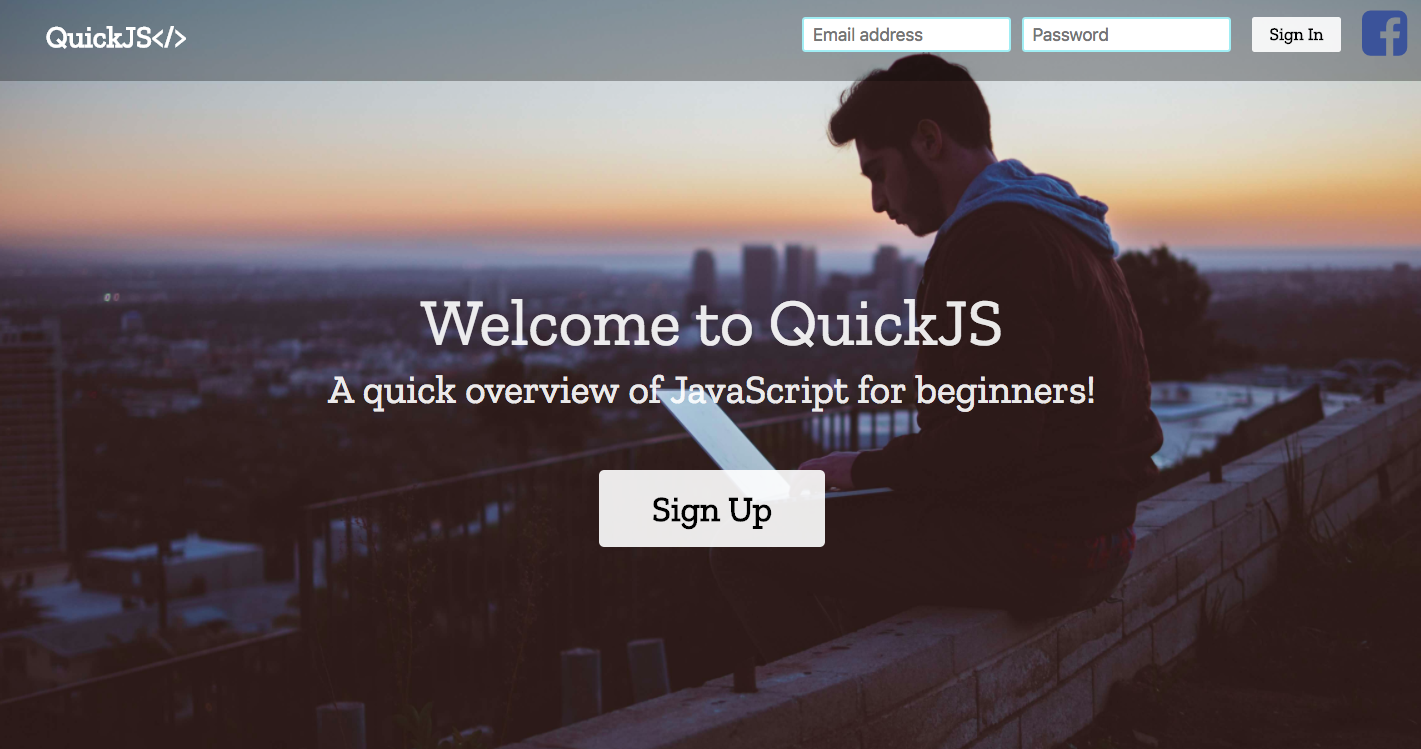 QuickJS</>
Email address
Password
Sign In
Welcome to QuickJS
A quick overview of JavaScript for beginners!
Sign Up